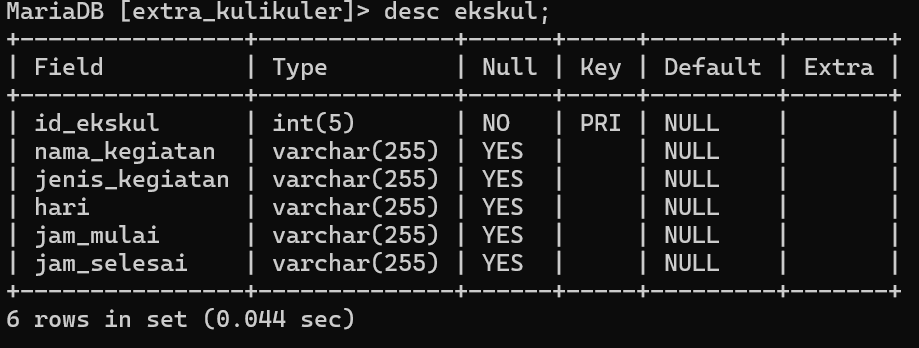 MariaDB [extra_kulikuler]> desc ekskul;
+----------------+--------------+------+-----+---------+-------+
| Field          | Type         | Null | Key | Default | Extra |
+----------------+--------------+------+-----+---------+-------+
| id_ekskul      | int(5)       | NO   | PRI | NULL    |       |
| nama_kegiatan  | varchar(255) | YES  |     | NULL    |       |
| jenis_kegiatan | varchar(255) | YES  |     | NULL    |       |
| hari           | varchar(255) | YES  |     | NULL    |       |
| jam_mulai      | varchar(255) | YES  |     | NULL    |       |
| jam_selesai    | varchar(255) | YES  |     | NULL    |       |
+----------------+--------------+------+-----+---------+-------+
6 rows in set (0.044 sec)